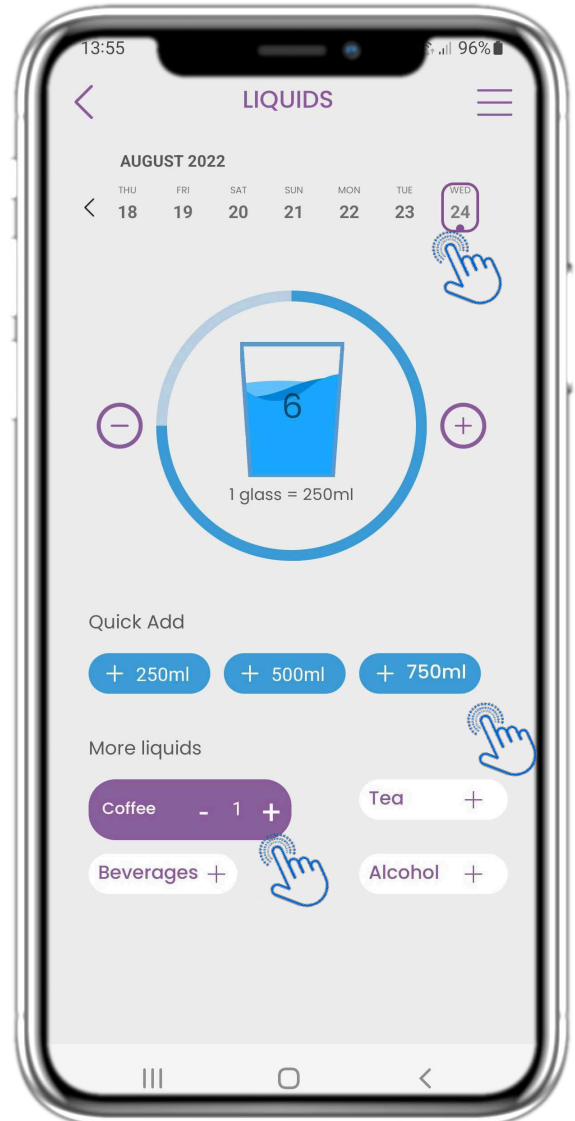 13:55 96%
LIQUIDS
AUGUST 2022
THU FRI SAT SUN MON TUE WED
18 19 20 21 22 23 24
6
1 glass = 250ml
Quick Add
+ 250ml + 500ml + 750ml
More liquids
Coffee - 1 + Tea +
Beverages + Alcohol +